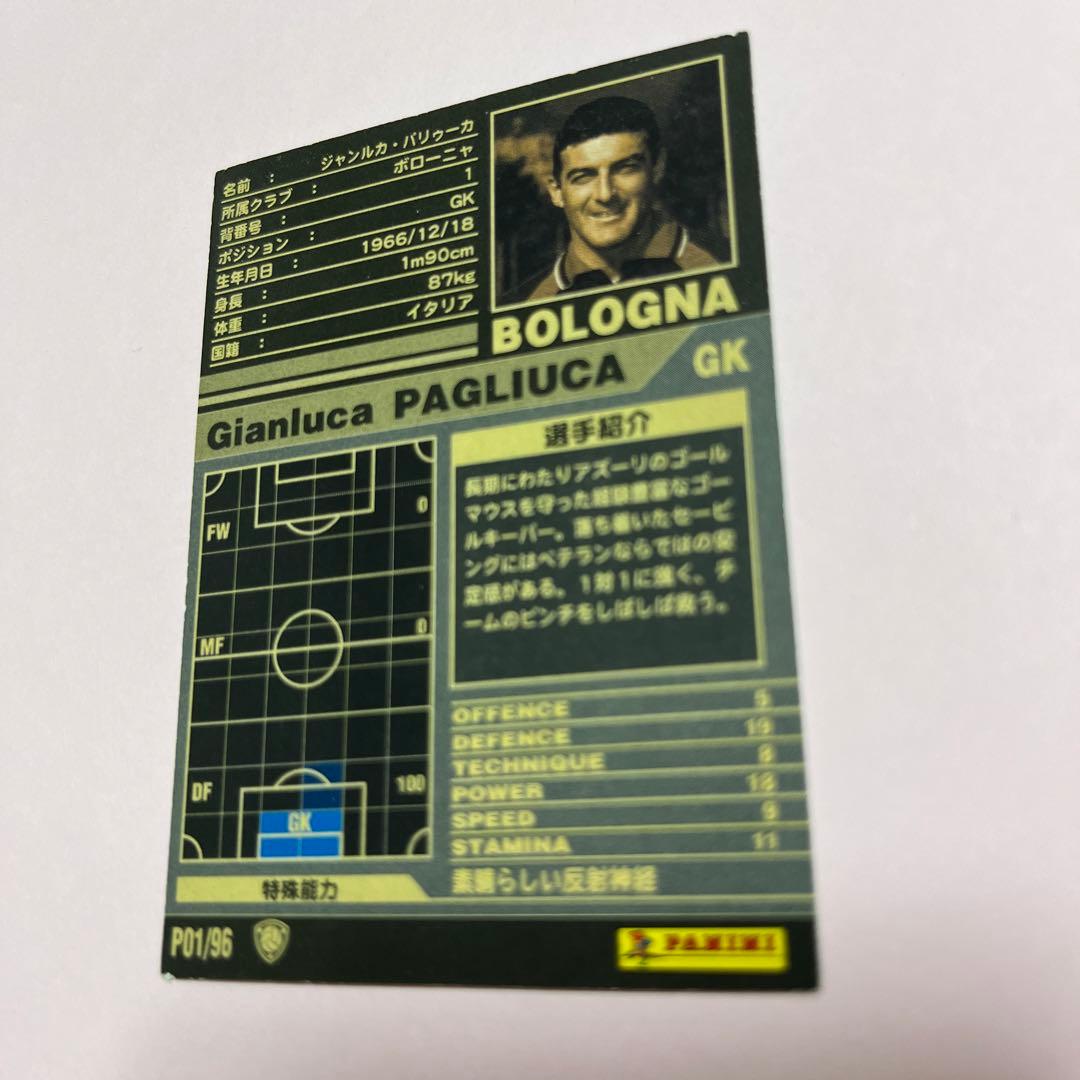 名前 : ジャンルカ・パリゥーカ
所属クラブ : ボローニャ
背番号 : 1
ポジション : GK
生年月日 : 1966/12/18
身長 : 1m90cm
体重 : 87kg
国籍 : イタリア
BOLOGNA
Gianluca PAGLIUCA GK
選手紹介
長期にわたりアズーリのゴール
マウスを守った経験豊富なゴー
ルキーパー。落ち着いたセービ
ングにはベテランならではの安
定感がある。1対1に強く、チ
ームのピンチをしばしば救う。
FW 0
MF 0
DF 100
GK
OFFENCE 5
DEFENCE 19
TECHNIQUE 8
POWER 18
SPEED 9
STAMINA 11
特殊能力 素晴らしい反射神経
P01/96
PANINI